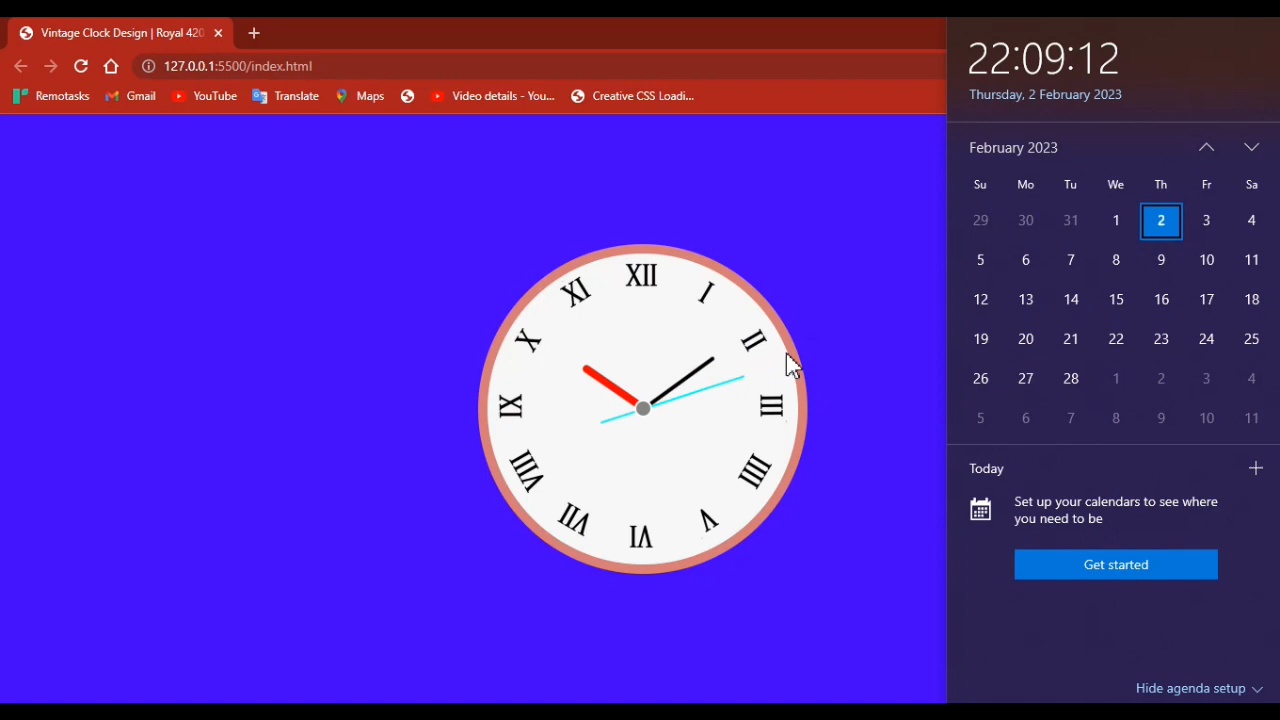 Vintage Clock Design | Royal 420
127.0.0.1:5500/index.html
Remotasks Gmail YouTube Translate Maps Video details - You... Creative CSS Loadi...
XII
I
II
III
IIII
V
VI
VII
VIII
IX
X
XI
22:09:12
Thursday, 2 February 2023
February 2023
Su Mo Tu We Th Fr Sa
29 30 31 1 2 3 4
5 6 7 8 9 10 11
12 13 14 15 16 17 18
19 20 21 22 23 24 25
26 27 28 1 2 3 4
5 6 7 8 9 10 11
Today
Set up your calendars to see where
you need to be
Get started
Hide agenda setup